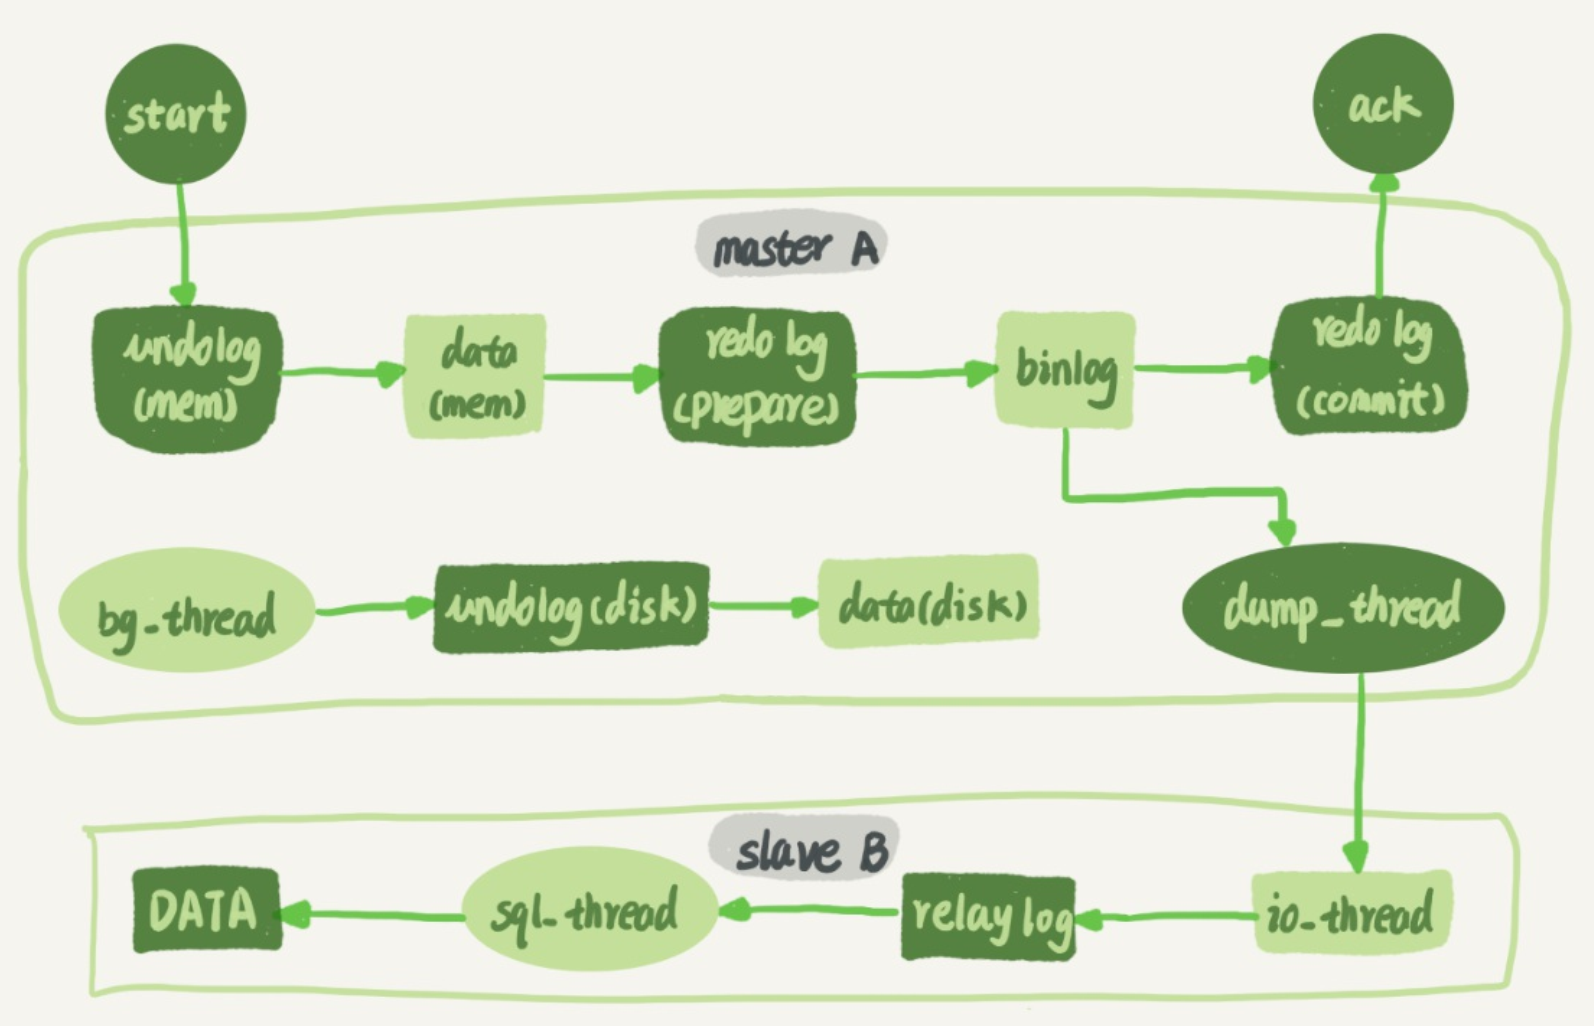 start
ack
master A
undolog
(mem)
data
(mem)
redo log
(prepare)
binlog
redo log
(commit)
bg_thread
undolog(disk)
data(disk)
dump_thread
slave B
DATA
sql_thread
relay log
io_thread